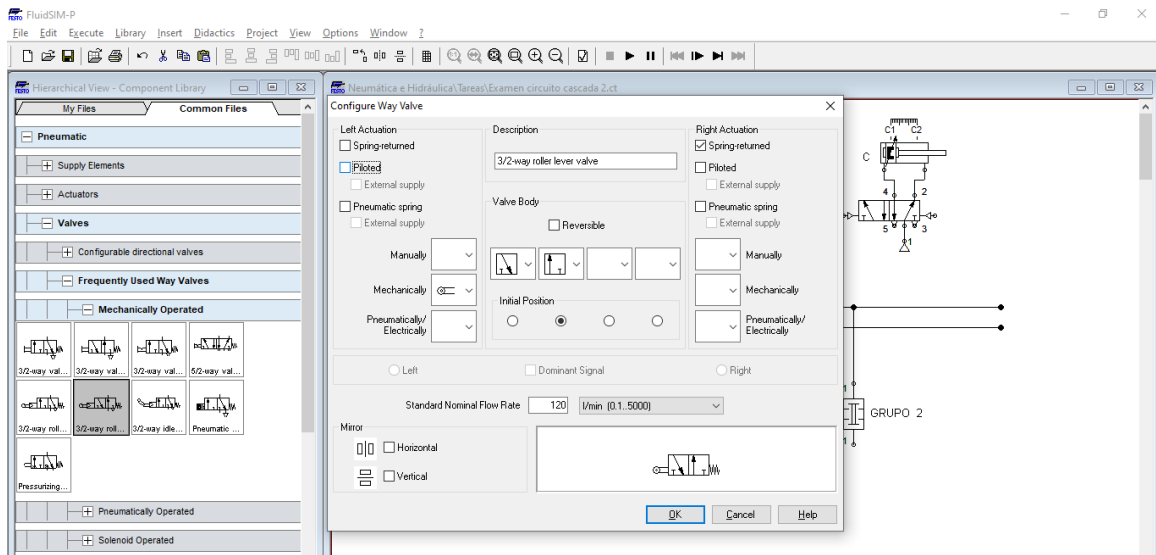 FESTO FluidSIM-P
File Edit Execute Library Insert Didactics Project View Options Window ?
FESTO Hierarchical View - Component Library
My Files Common Files
Pneumatic
Supply Elements
Actuators
Valves
Configurable directional valves
Frequently Used Way Valves
Mechanically Operated
3/2-way val... 3/2-way val... 3/2-way val... 5/2-way val...
3/2-way roll... 3/2-way roll... 3/2-way idle... Pneumatic ...
Pressurizing...
Pneumatically Operated
Solenoid Operated
FESTO Neumática e Hidráulica\Tareas\Examen circuito cascada 2.ct
Configure Way Valve
Left Actuation
Spring-returned
Piloted
External supply
Pneumatic spring
External supply
Manually
Mechanically
Pneumatically/
Electrically
Description
3/2-way roller lever valve
Valve Body
Reversible
Initial Position
Right Actuation
Spring-returned
Piloted
External supply
Pneumatic spring
External supply
Manually
Mechanically
Pneumatically/
Electrically
Left Dominant Signal Right
Standard Nominal Flow Rate 120 l/min (0.1..5000)
Mirror
Horizontal
Vertical
OK Cancel Help
C1 C2
C
4 2
5 3
1
GRUPO 2